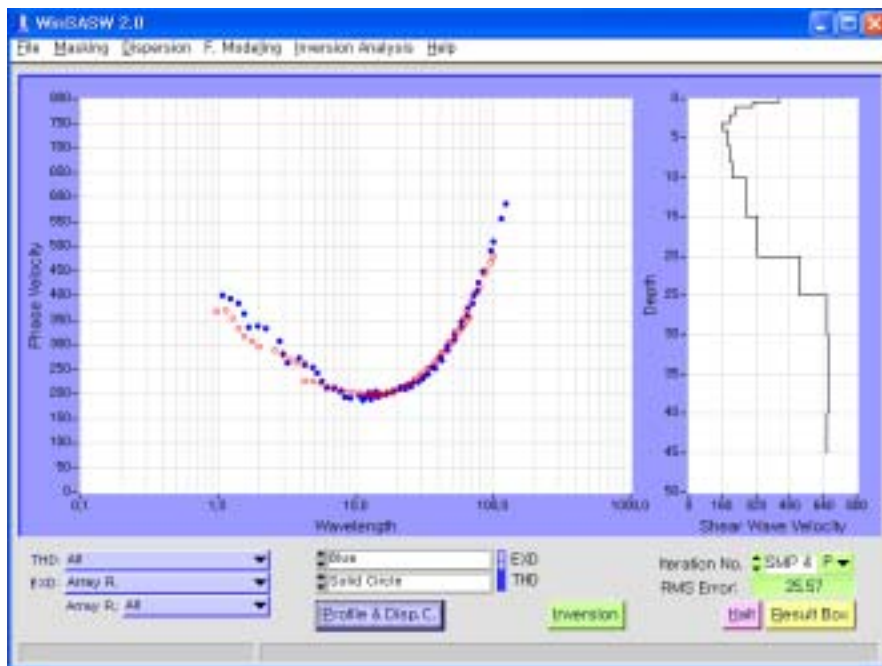 WinSASW 2.0
File Masking Dispersion F. Modeling Inversion Analysis Help
800
750
700
650
600
550
500
450
400
350
300
250
200
150
100
50
0
Phase Velocity
0,1 1,0 10,0 100,0 1000,0
Wavelength
0
5
10
15
20
25
30
35
40
45
50
Depth
0 160 320 480 640 800
Shear Wave Velocity
THD: All
EXD: Array R.
Array R.: All
Blue
Solid Circle
EXD
THD
Profile & Disp.C.
Inversion
Iteration No. SMP 4 P
RMS Error: 25,57
Halt Result Box